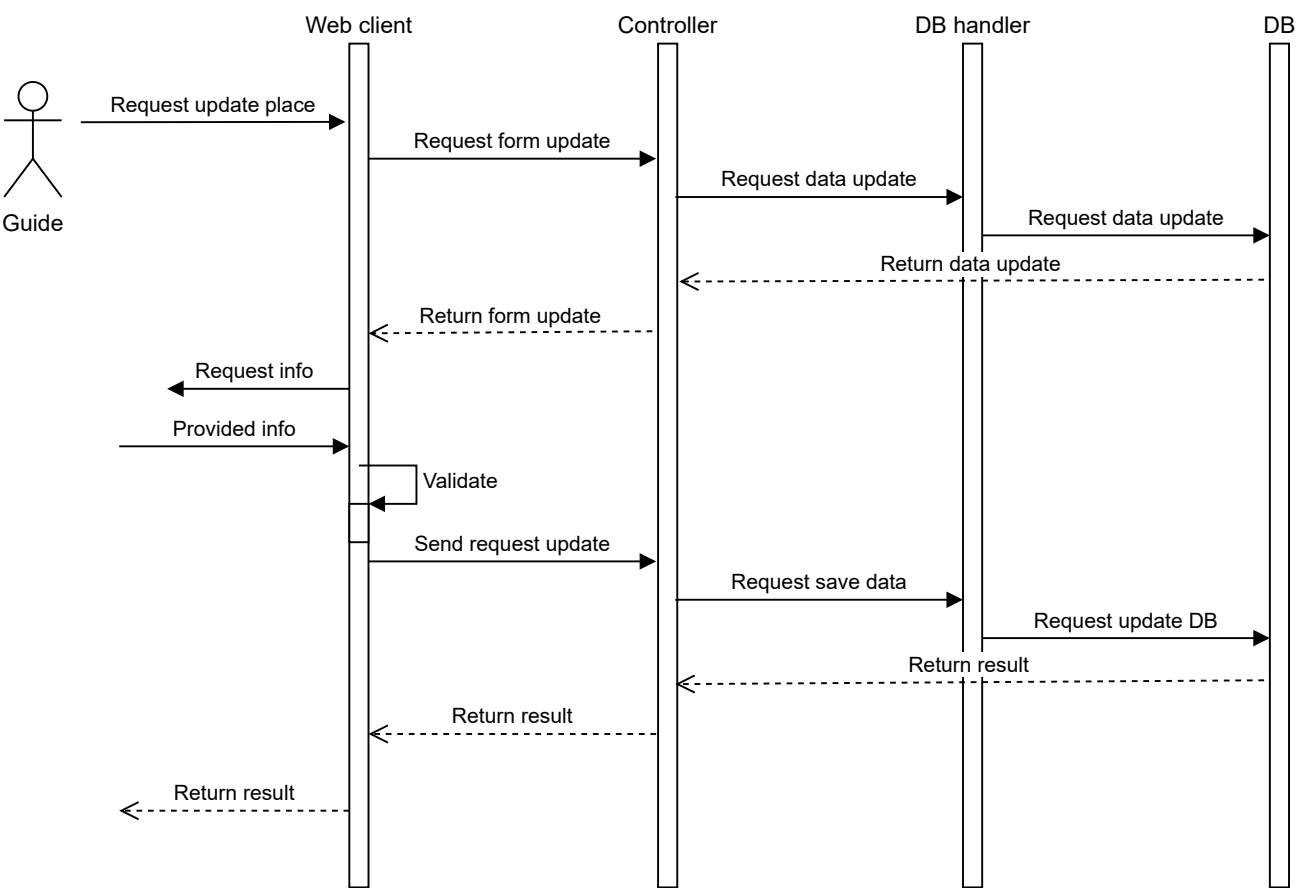 Web client
Controller
DB handler
DB
Request update place
Request form update
Request data update
Request data update
Guide
Return data update
Return form update
Request info
Provided info
Validate
Send request update
Request save data
Request update DB
Return result
Return result
Return result